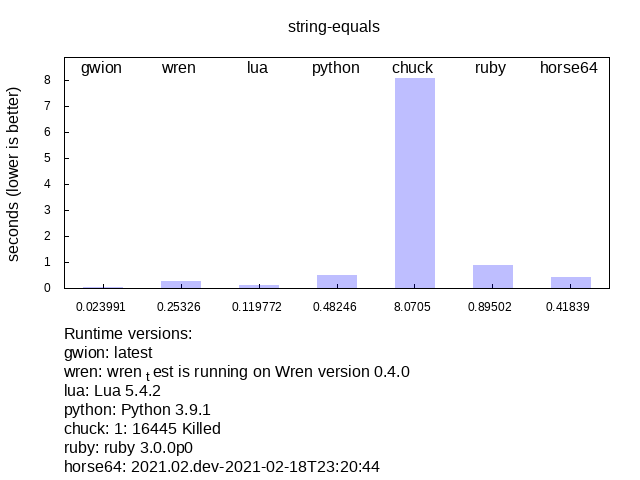 string-equals
gwion wren lua python chuck ruby horse64
seconds (lower is better)
8
7
6
5
4
3
2
1
0
0.023991 0.25326 0.119772 0.48246 8.0705 0.89502 0.41839
Runtime versions:
gwion: latest
wren: wren test is running on Wren version 0.4.0
lua: Lua 5.4.2
python: Python 3.9.1
chuck: 1: 16445 Killed
ruby: ruby 3.0.0p0
horse64: 2021.02.dev-2021-02-18T23:20:44